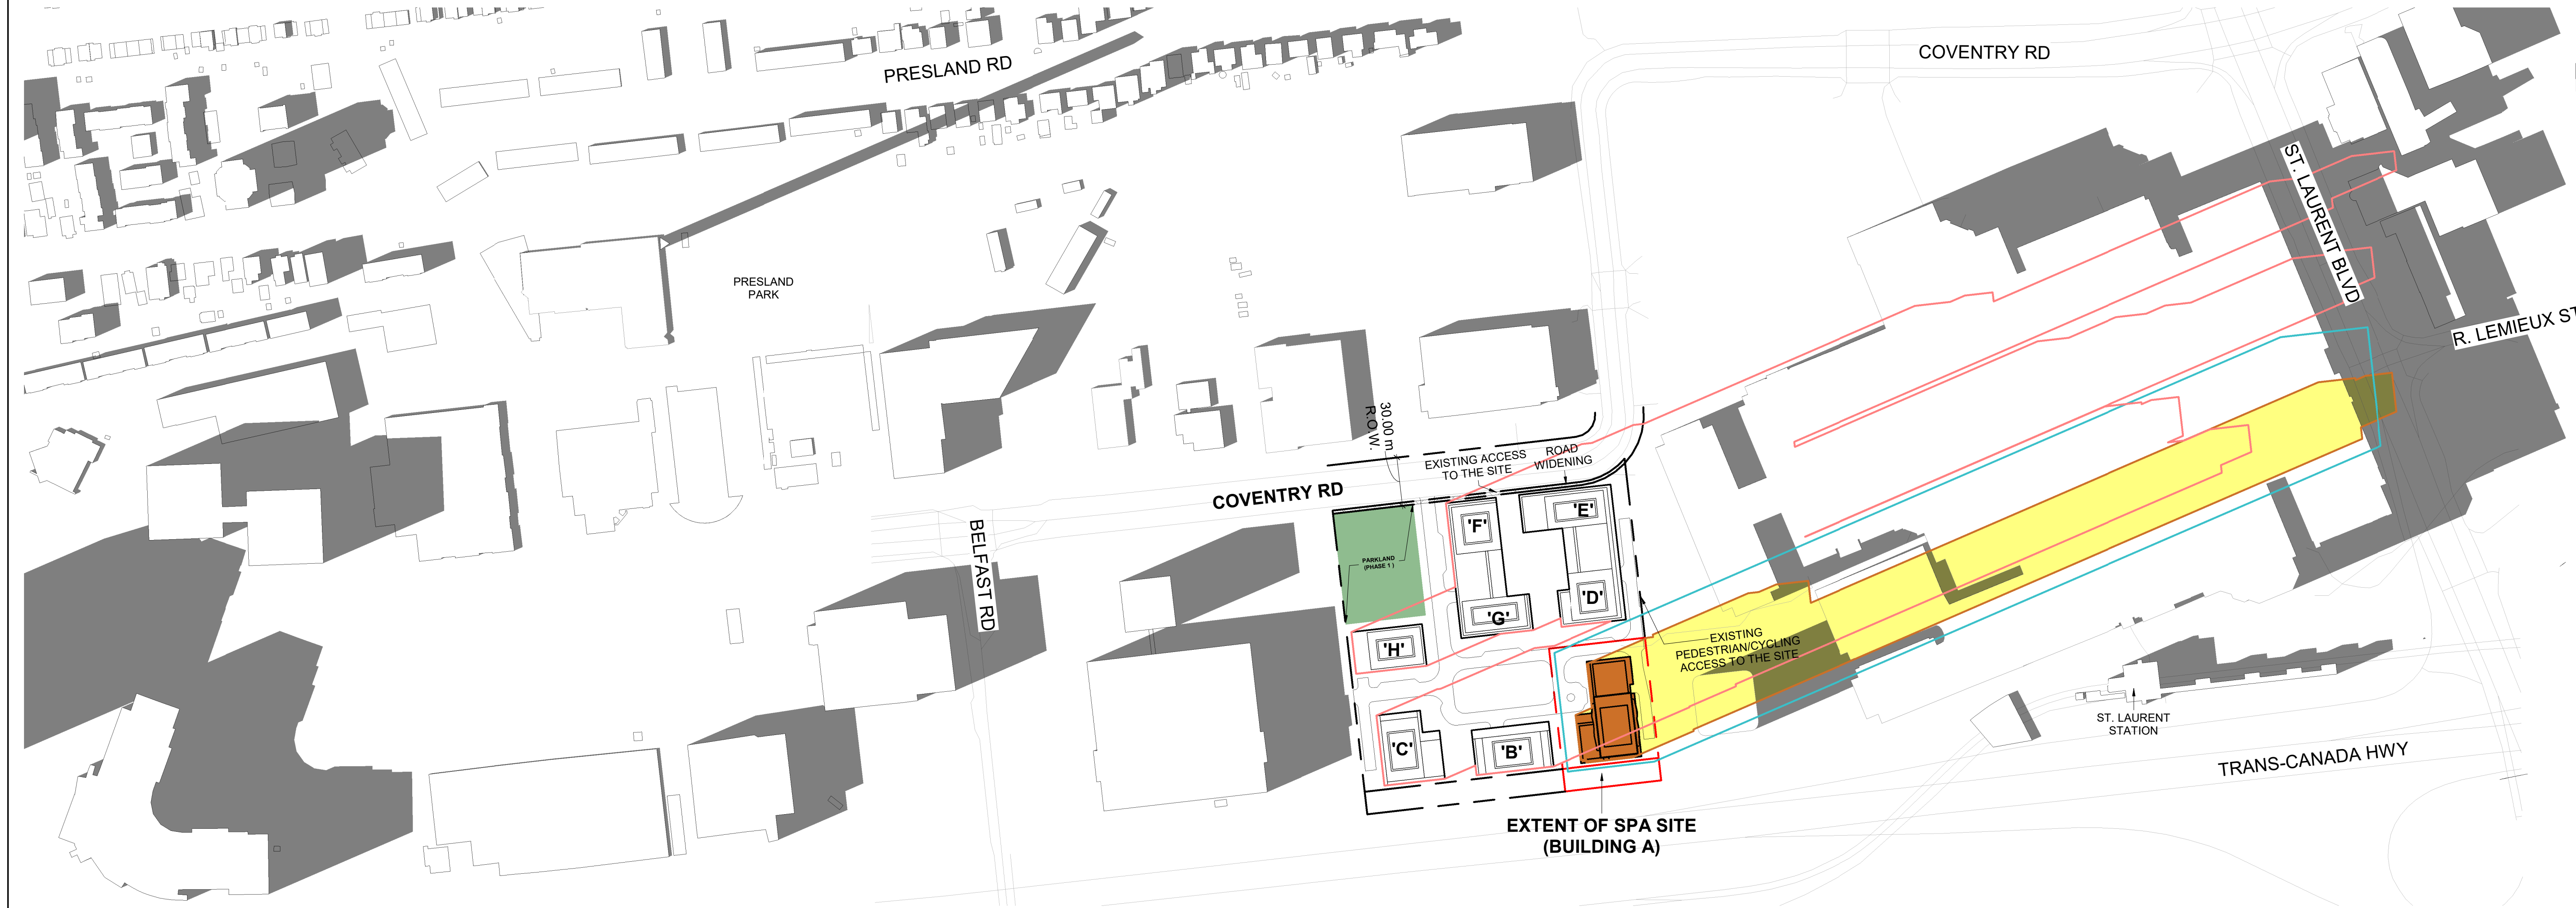 COVENTRY RD
PRESLAND RD
ST. LAURENT BLVD
PRESLAND
PARK
R. LEMIEUX ST
30.00 m
R.O.W.
EXISTING ACCESS
TO THE SITE
ROAD
WIDENING
COVENTRY RD
BELFAST RD
'F'
'E'
PARKLAND
(PHASE 1 )
'D'
'G'
'H'
EXISTING
PEDESTRIAN/CYCLING
ACCESS TO THE SITE
'C'
'B'
ST. LAURENT
STATION
TRANS-CANADA HWY
EXTENT OF SPA SITE
(BUILDING A)